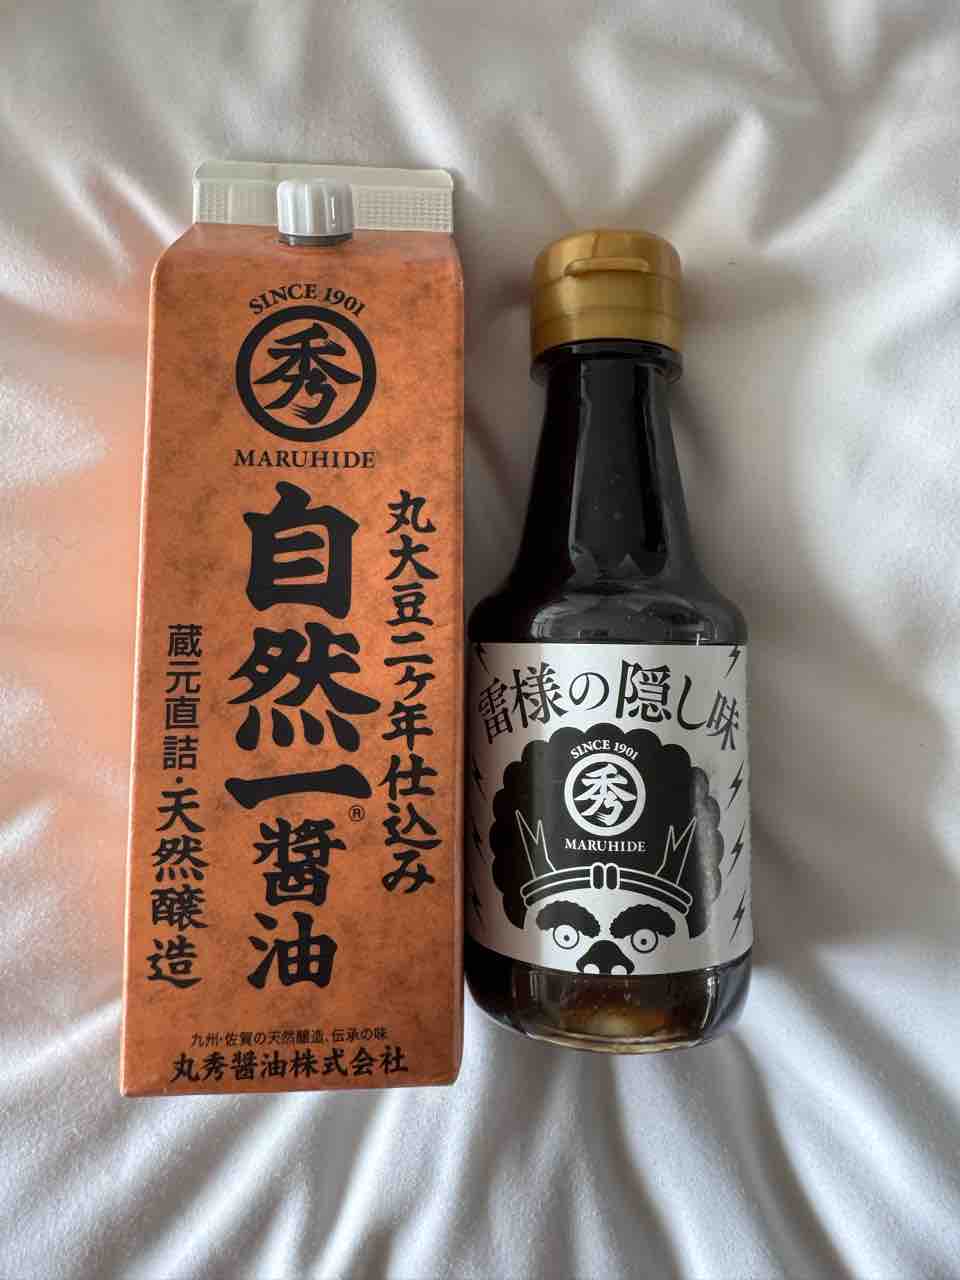 SINCE 1901
秀
MARUHIDE
丸大豆二ヶ年仕込み
自然一醤油
®
蔵元直詰・天然醸造
九州・佐賀の天然醸造、伝承の味
丸秀醤油株式会社
雷様の隠し味
SINCE 1901
秀
MARUHIDE